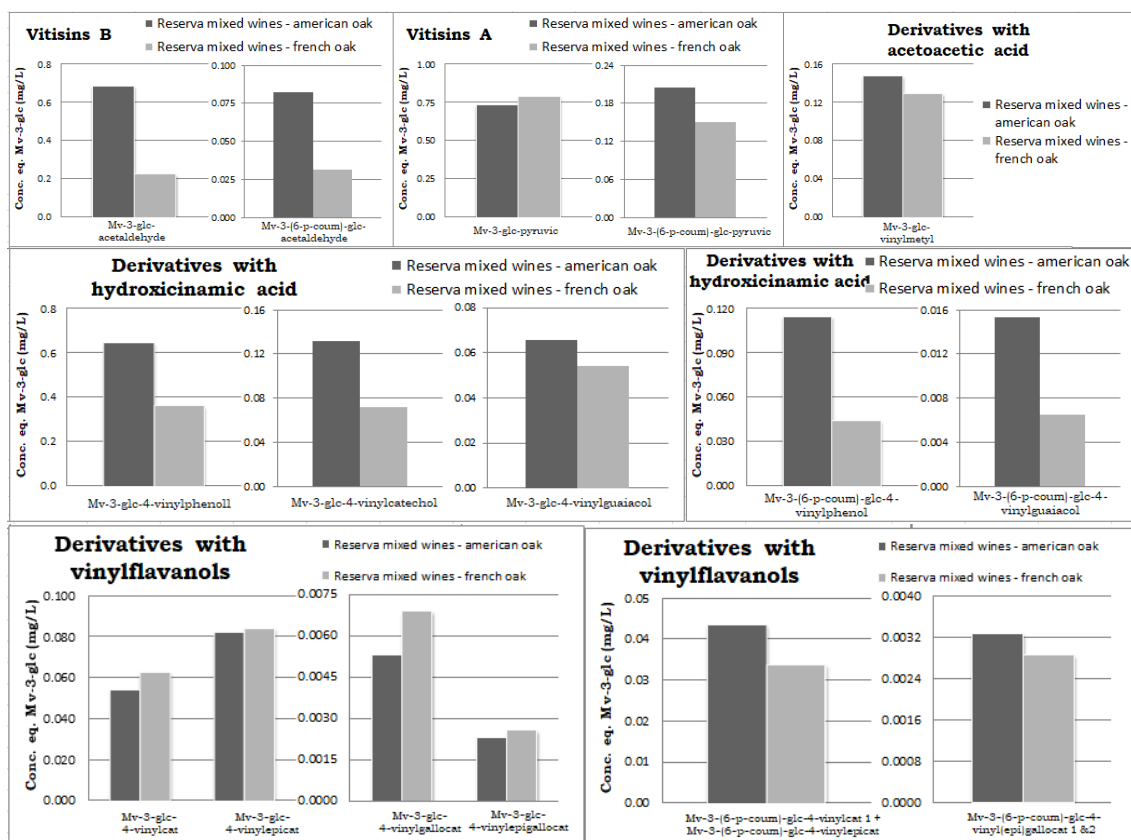 Vitisins B
Reserva mixed wines - american oak
Reserva mixed wines - french oak
Conc. eq. Mv-3-glc (mg/L)
0.8
0.6
0.4
0.2
0.0
Mv-3-glc-
acetaldehyde
0.100
0.075
0.050
0.025
0.000
Mv-3-(6-p-coum)-glc-
acetaldehyde
Vitisins A
Reserva mixed wines - american oak
Reserva mixed wines - french oak
1.00
0.75
0.50
0.25
0.00
Mv-3-glc-pyruvic
0.24
0.18
0.12
0.06
0.00
Mv-3-(6-p-coum)-glc-pyruvic
Derivatives with
acetoacetic acid
0.16
0.12
0.08
0.04
0.00
Mv-3-glc-
vinylmetyl
Reserva mixed wines -
american oak
Reserva mixed wines -
french oak
Derivatives with
hydroxicinamic acid
Reserva mixed wines - american oak
Reserva mixed wines - french oak
Conc. eq. Mv-3-glc (mg/L)
0.8
0.6
0.4
0.2
0.0
Mv-3-glc-4-vinylphenoll
0.16
0.12
0.08
0.04
0.00
Mv-3-glc-4-vinylcatechol
0.08
0.06
0.04
0.02
0.00
Mv-3-glc-4-vinylguaiacol
Derivatives with
hydroxicinamic acid
Reserva mixed wines - american oak
Reserva mixed wines - french oak
Conc. eq. Mv-3-glc (mg/L)
0.120
0.090
0.060
0.030
0.000
Mv-3-(6-p-coum)-glc-4-
vinylphenol
0.016
0.012
0.008
0.004
0.000
Mv-3-(6-p-coum)-glc-4-
vinylguaiacol
Derivatives with
vinylflavanols
Reserva mixed wines - american oak
Reserva mixed wines - french oak
Conc. eq. Mv-3-glc (mg/L)
0.100
0.080
0.060
0.040
0.020
0.000
Mv-3-glc-
4-vinylcat
Mv-3-glc-
4-vinylepicat
0.0075
0.0060
0.0045
0.0030
0.0015
0.0000
Mv-3-glc-
4-vinylgallocat
Mv-3-glc-
4-vinylepigallocat
Derivatives with
vinylflavanols
Reserva mixed wines - american oak
Reserva mixed wines - french oak
Conc. eq. Mv-3-glc (mg/L)
0.05
0.04
0.03
0.02
0.01
0.00
Mv-3-(6-p-coum)-glc-4-vinylcat 1 +
Mv-3-(6-p-coum)-glc-4-vinylepicat
0.0040
0.0032
0.0024
0.0016
0.0008
0.0000
Mv-3-(6-p-coum)-glc-4-
vinyl(epi)gallocat 1 &2